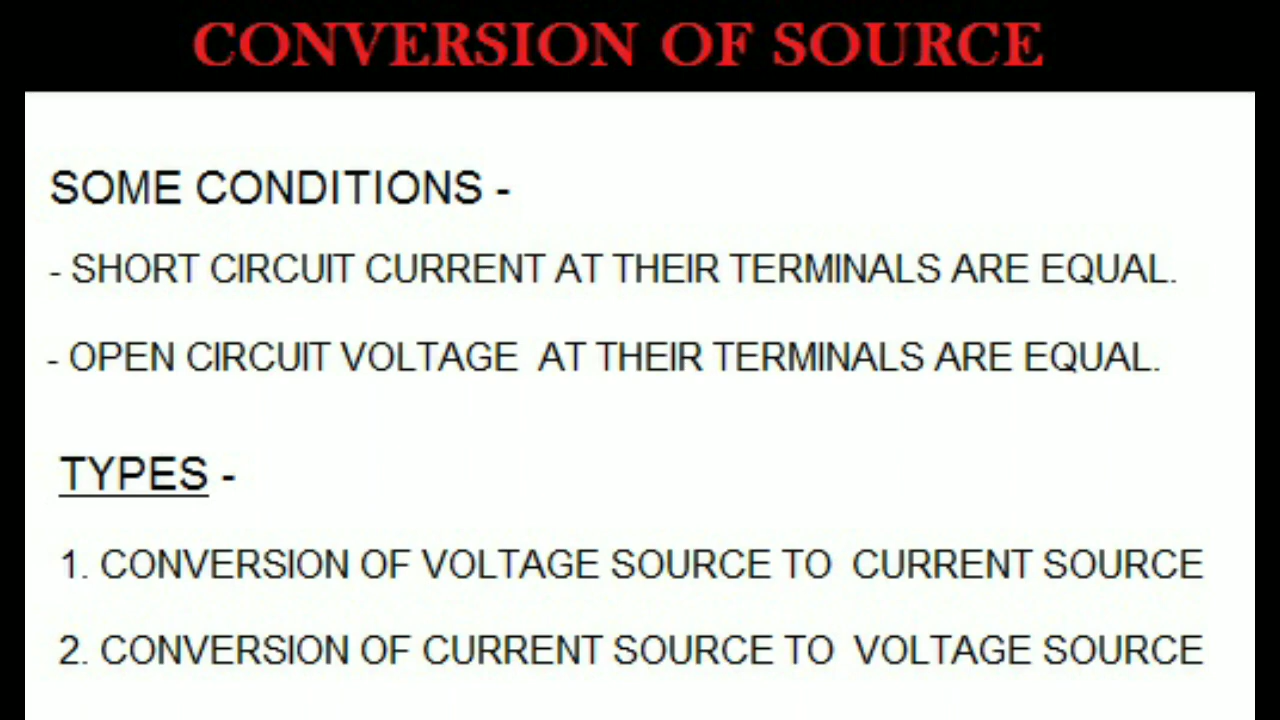 CONVERSION OF SOURCE
SOME CONDITIONS -
- SHORT CIRCUIT CURRENT AT THEIR TERMINALS ARE EQUAL.
- OPEN CIRCUIT VOLTAGE AT THEIR TERMINALS ARE EQUAL.
TYPES -
1. CONVERSION OF VOLTAGE SOURCE TO CURRENT SOURCE
2. CONVERSION OF CURRENT SOURCE TO VOLTAGE SOURCE